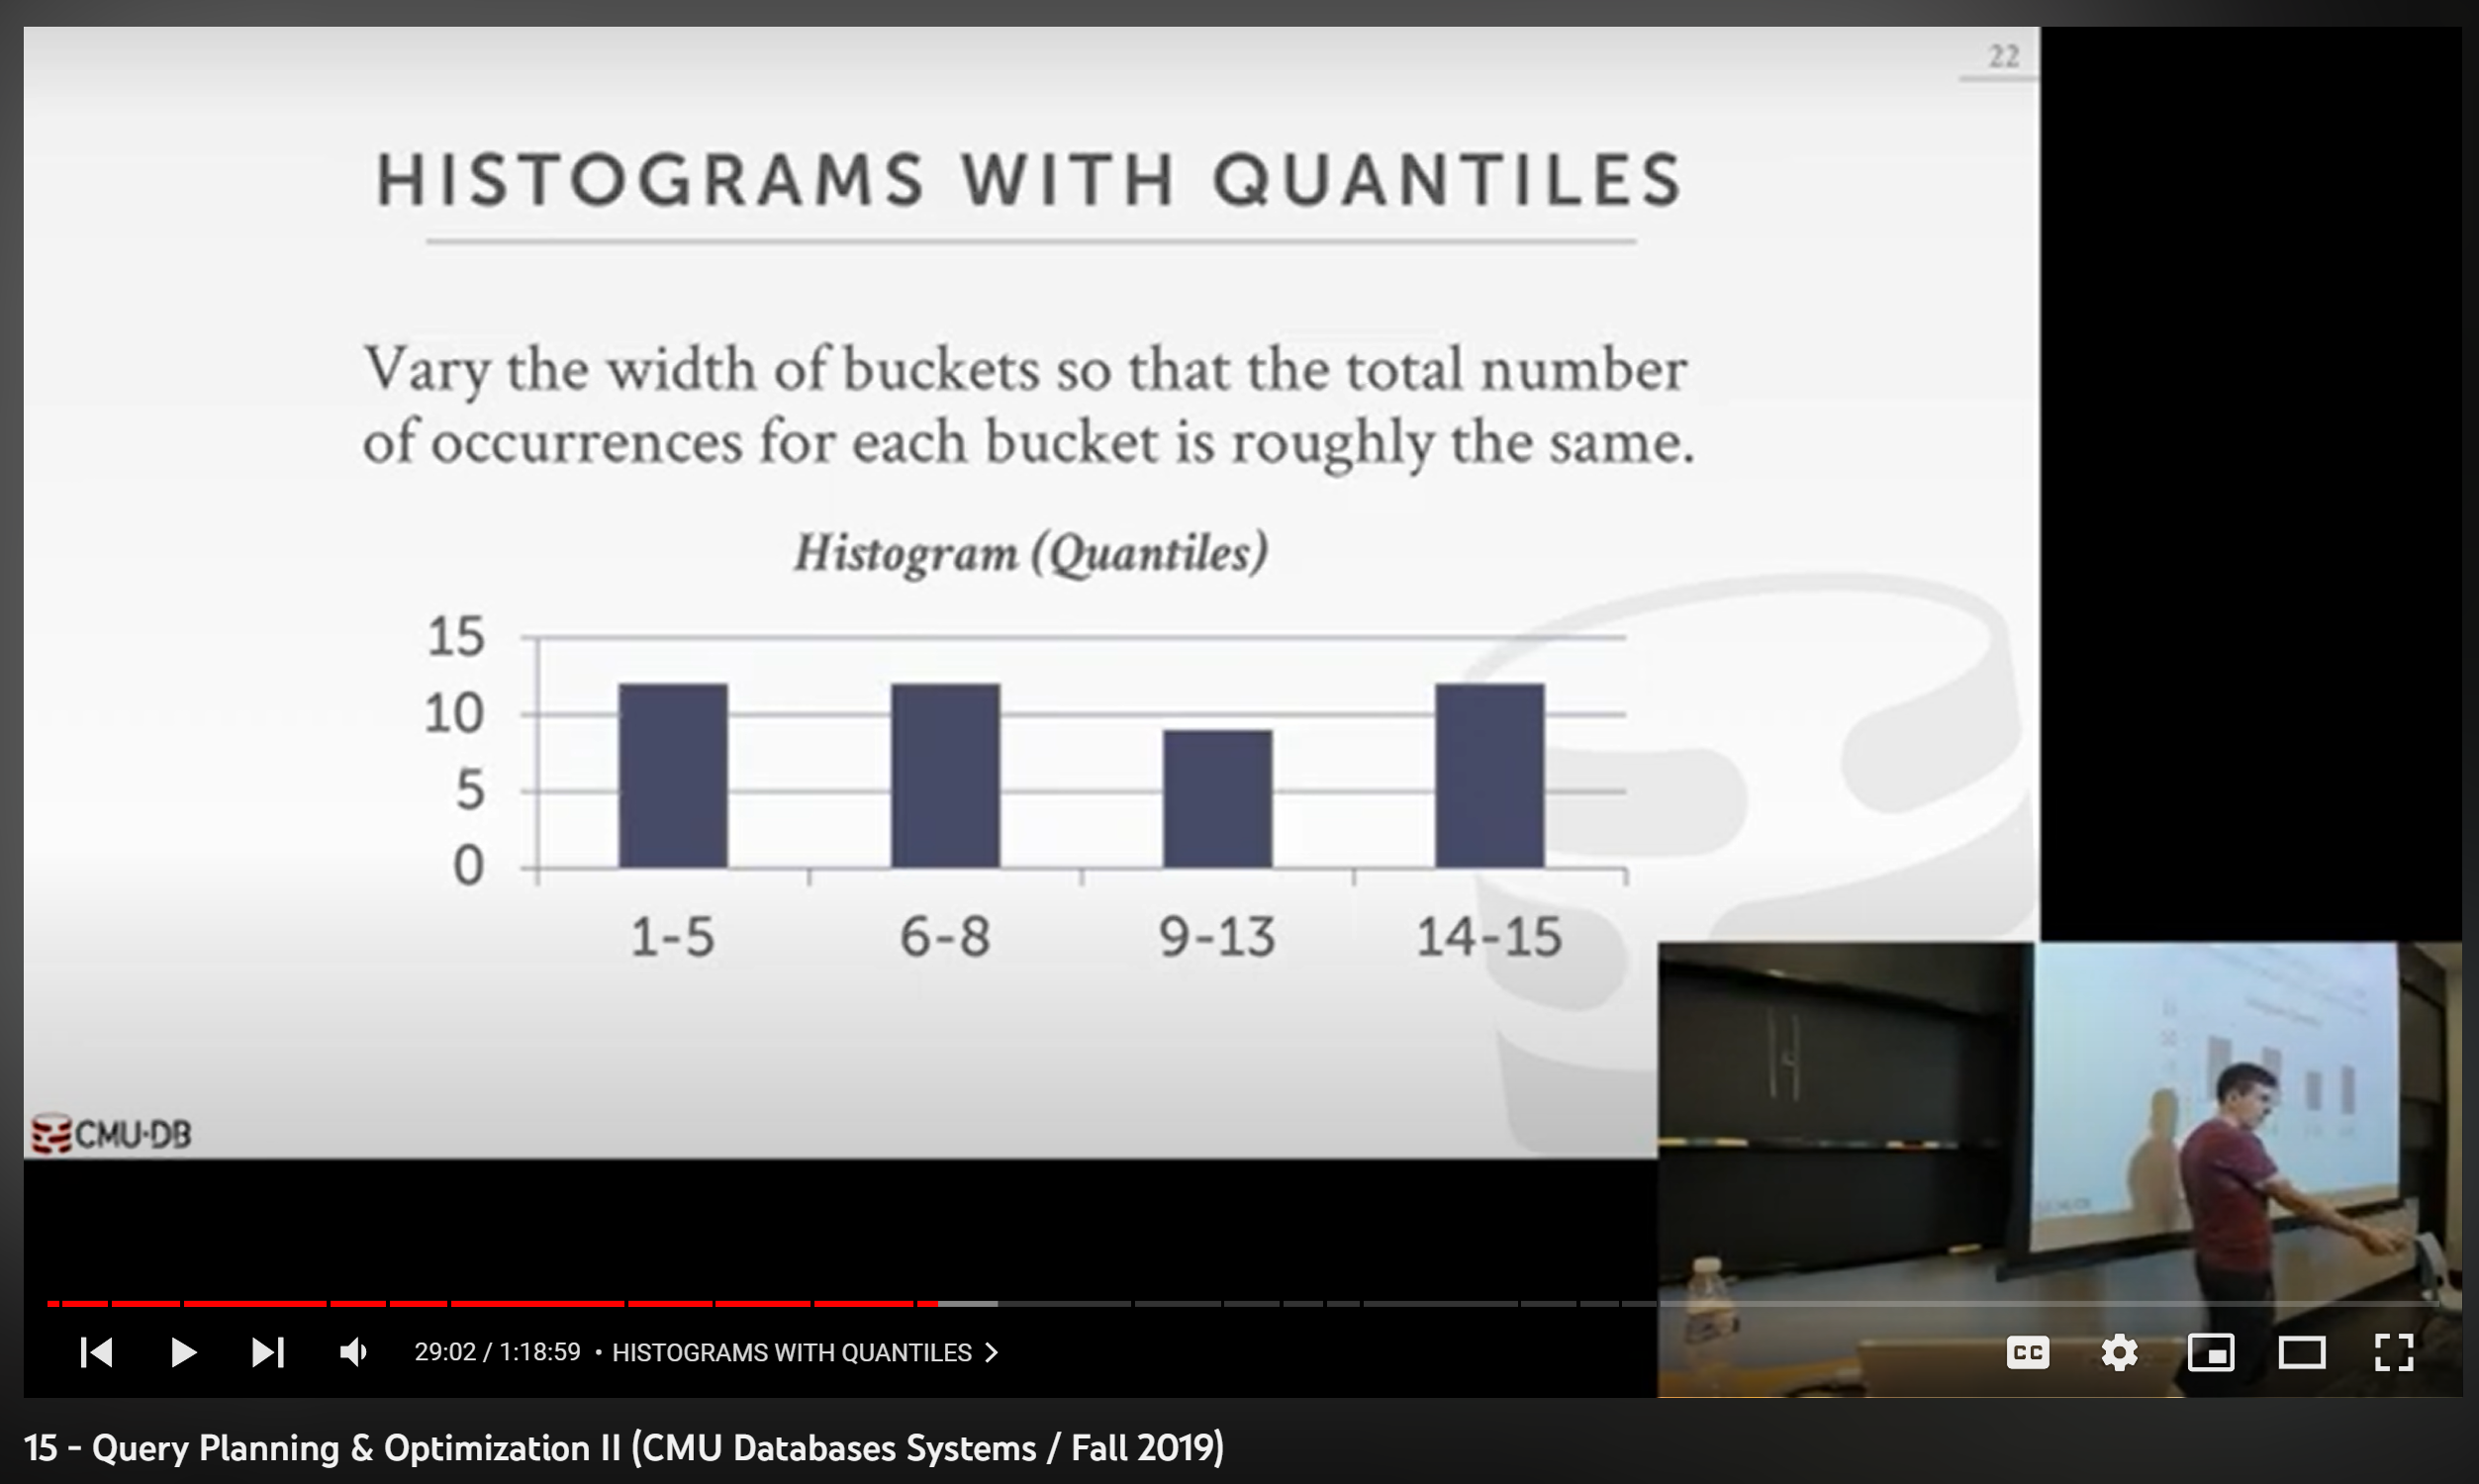 22
HISTOGRAMS WITH QUANTILES
Vary the width of buckets so that the total number
of occurrences for each bucket is roughly the same.
Histogram (Quantiles)
15
10
5
0
1-5 6-8 9-13 14-15
CMU·DB
29:02 / 1:18:59 • HISTOGRAMS WITH QUANTILES
CC
15 - Query Planning & Optimization II (CMU Databases Systems / Fall 2019)